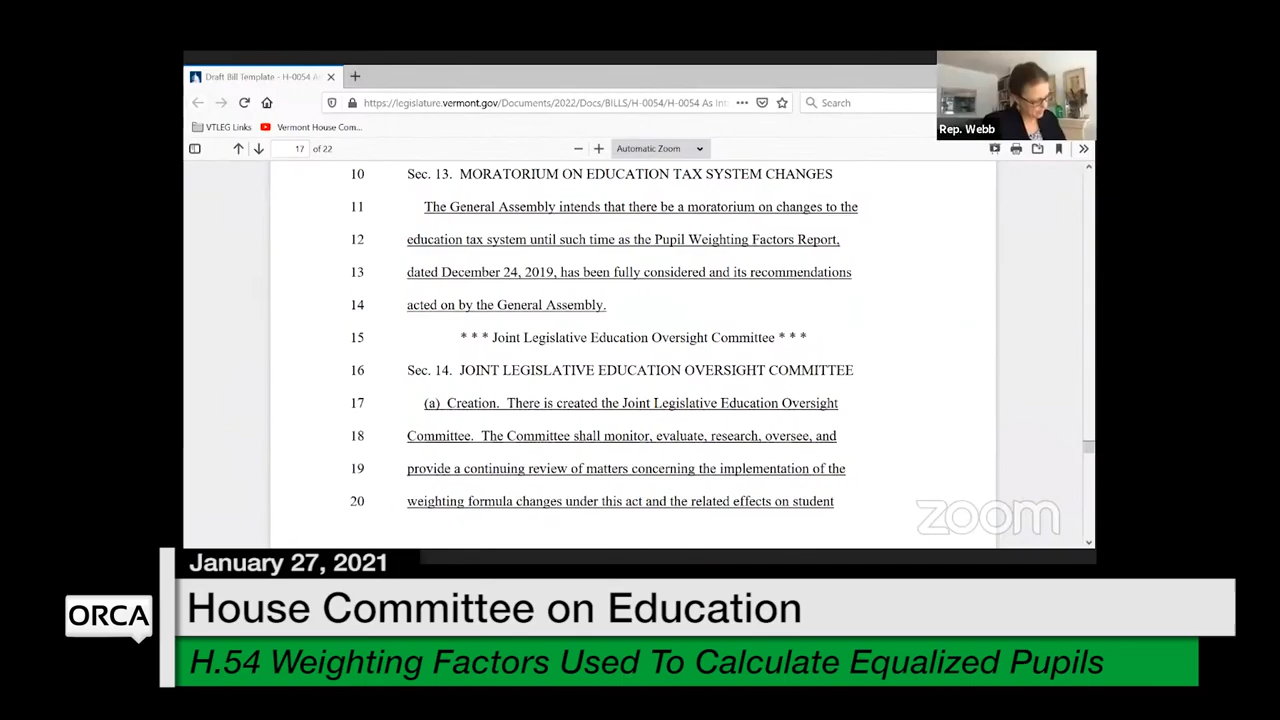 Draft Bill Template - H-0054 As
https://legislature.vermont.gov/Documents/2022/Docs/BILLS/H-0054/H-0054 As Int
Search
VTLEG Links
Vermont House Com...
17 of 22
Automatic Zoom
Rep. Webb
10 Sec. 13. MORATORIUM ON EDUCATION TAX SYSTEM CHANGES
11 The General Assembly intends that there be a moratorium on changes to the
12 education tax system until such time as the Pupil Weighting Factors Report,
13 dated December 24, 2019, has been fully considered and its recommendations
14 acted on by the General Assembly.
15 * * * Joint Legislative Education Oversight Committee * * *
16 Sec. 14. JOINT LEGISLATIVE EDUCATION OVERSIGHT COMMITTEE
17 (a) Creation. There is created the Joint Legislative Education Oversight
18 Committee. The Committee shall monitor, evaluate, research, oversee, and
19 provide a continuing review of matters concerning the implementation of the
20 weighting formula changes under this act and the related effects on student
zoom
January 27, 2021
ORCA
House Committee on Education
H.54 Weighting Factors Used To Calculate Equalized Pupils